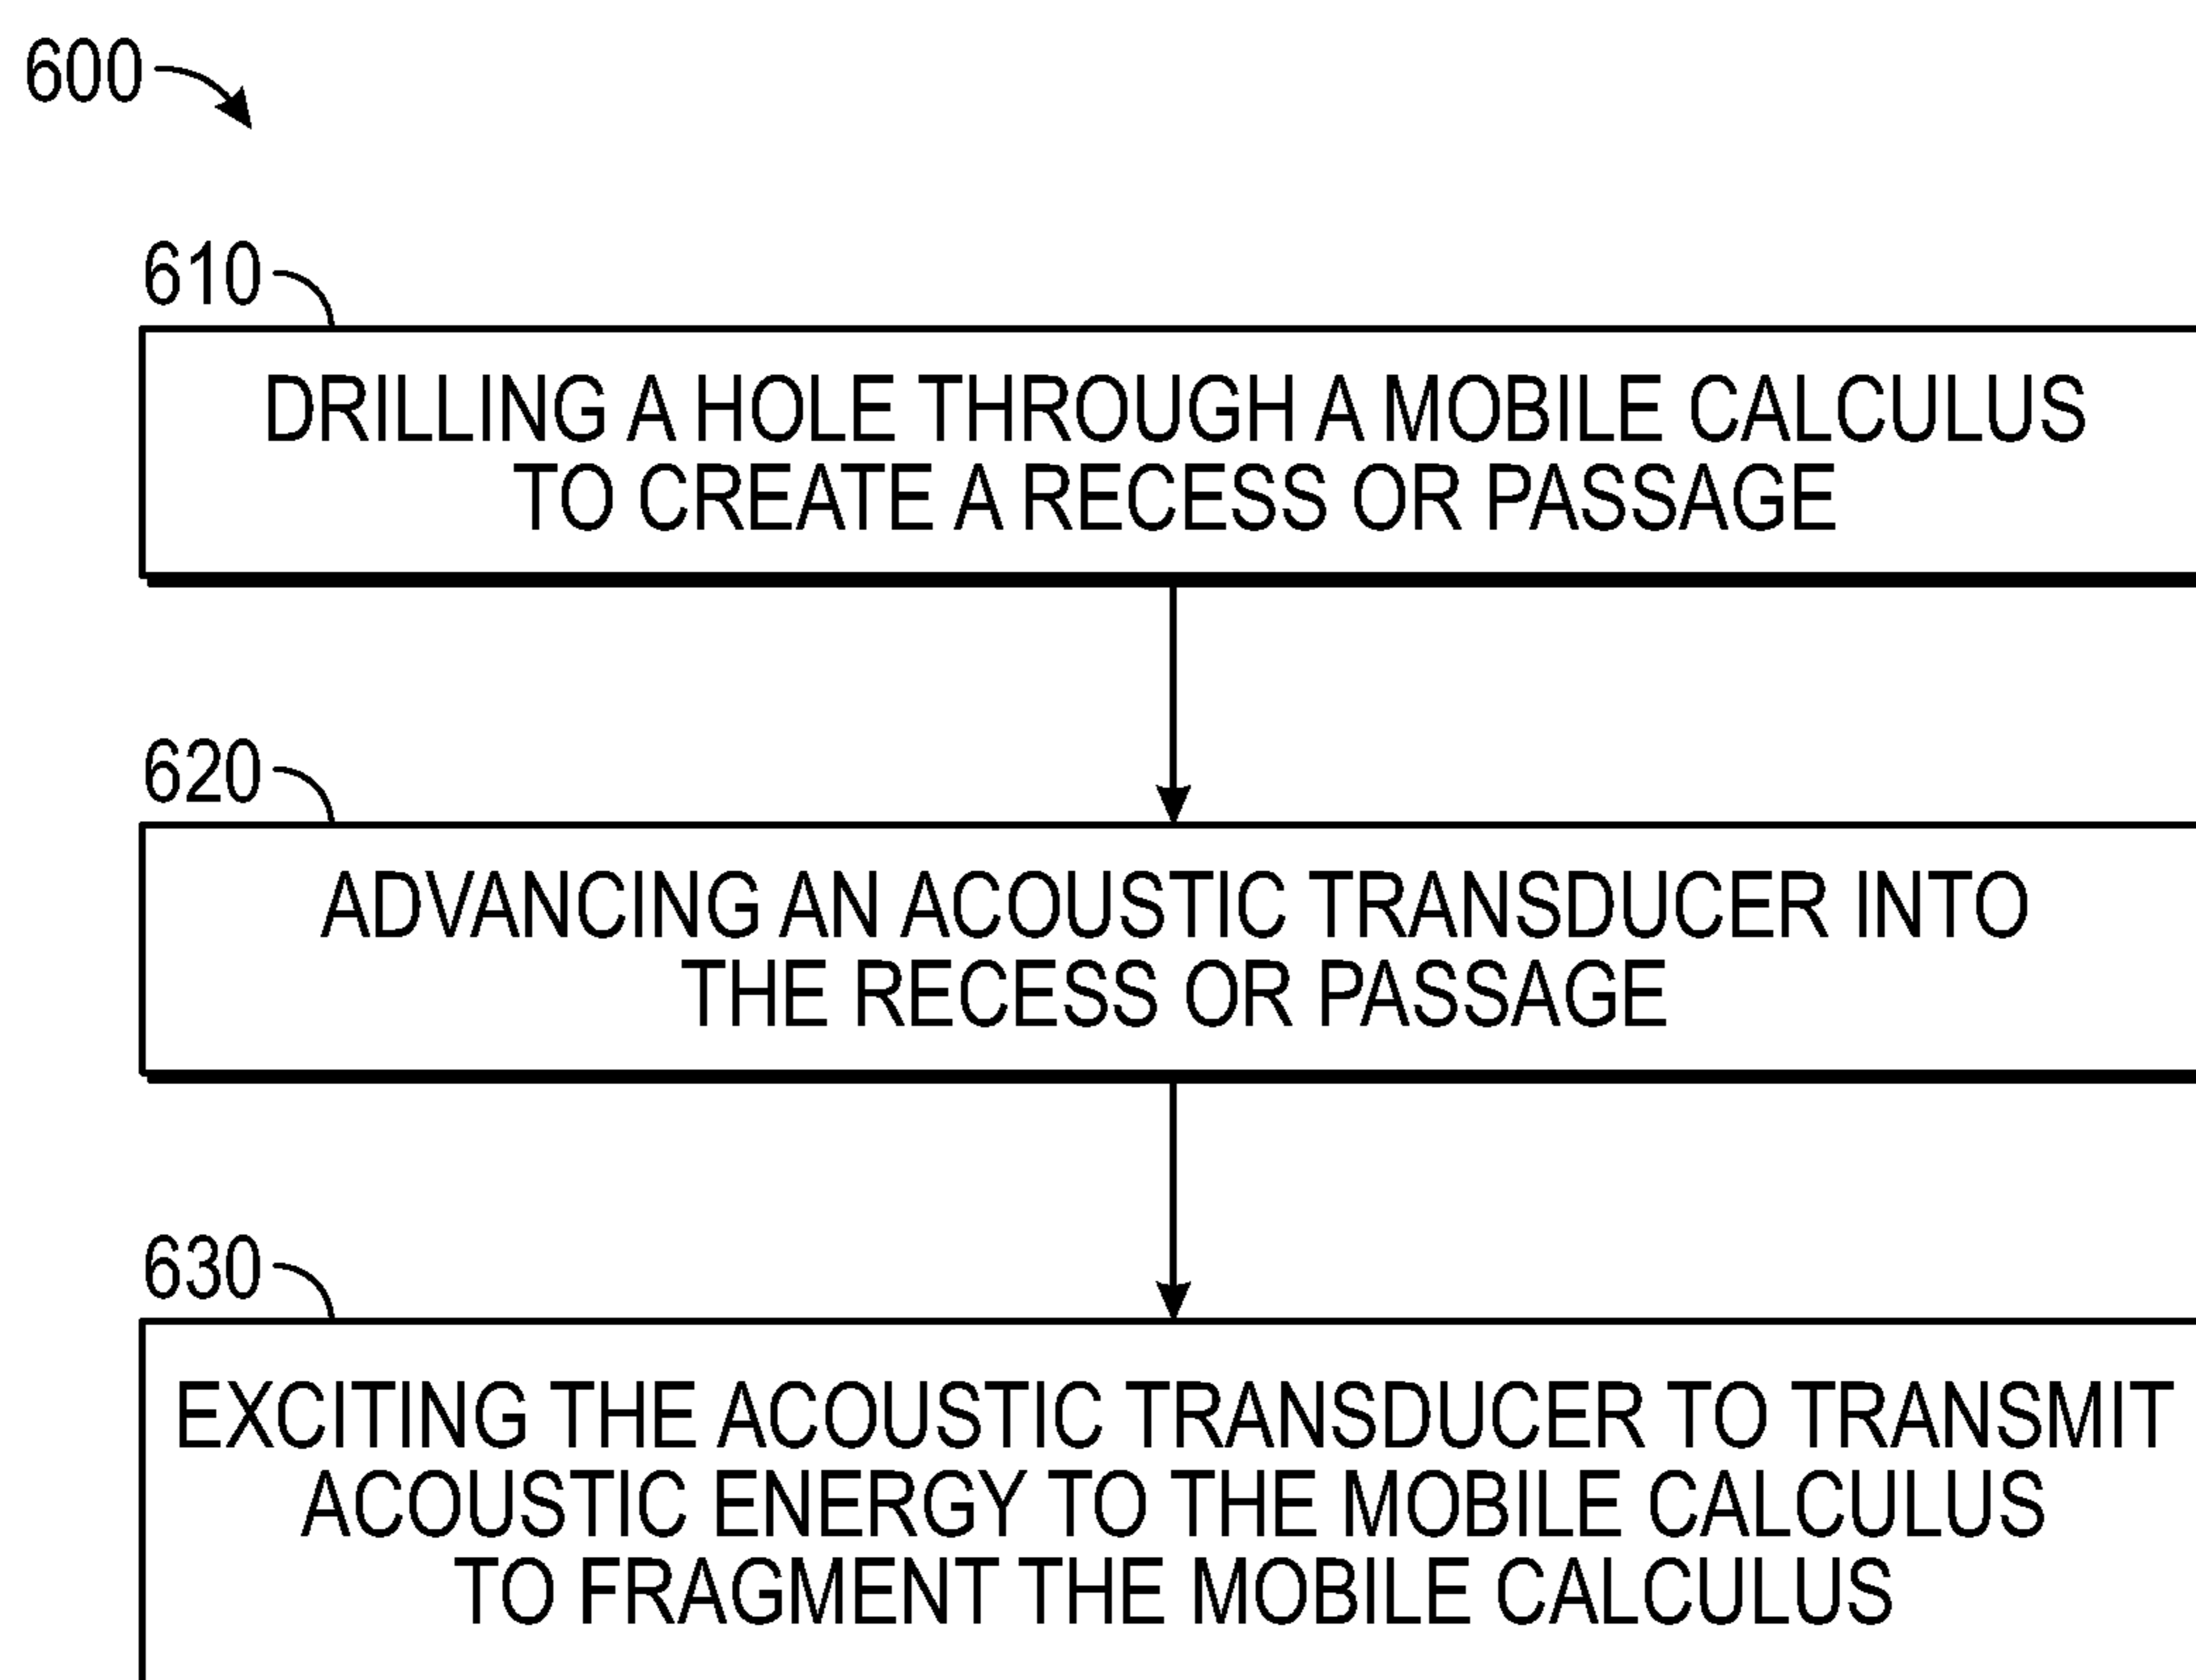 600
610
DRILLING A HOLE THROUGH A MOBILE CALCULUS
TO CREATE A RECESS OR PASSAGE
620
ADVANCING AN ACOUSTIC TRANSDUCER INTO
THE RECESS OR PASSAGE
630
EXCITING THE ACOUSTIC TRANSDUCER TO TRANSMIT
ACOUSTIC ENERGY TO THE MOBILE CALCULUS
TO FRAGMENT THE MOBILE CALCULUS